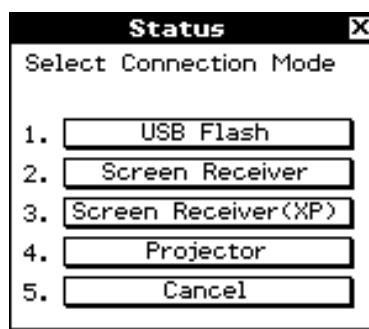 Status X
Select Connection Mode
1. USB Flash
2. Screen Receiver
3. Screen Receiver(XP)
4. Projector
5. Cancel